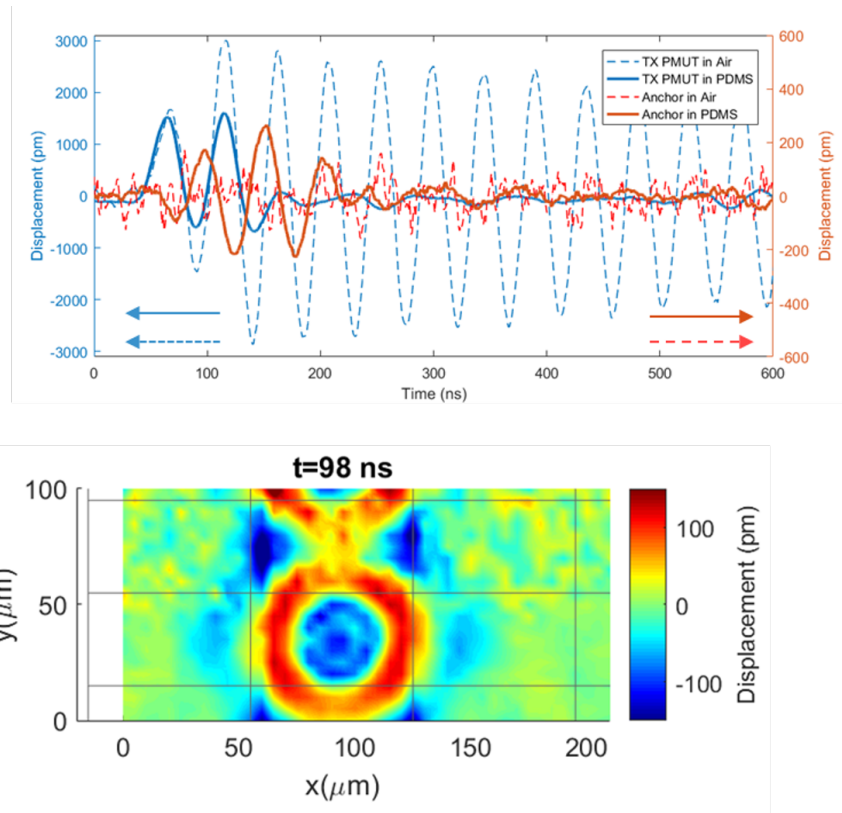 3000
2000
1000
0
-1000
-2000
-3000
Displacement (pm)
600
400
200
0
-200
-400
-600
Displacement (pm)
TX PMUT in Air
TX PMUT in PDMS
Anchor in Air
Anchor in PDMS
0 100 200 300 400 500 600
Time (ns)
t=98 ns
100
50
0
y(μm)
0 50 100 150 200
x(μm)
100
0
-100
Displacement (pm)